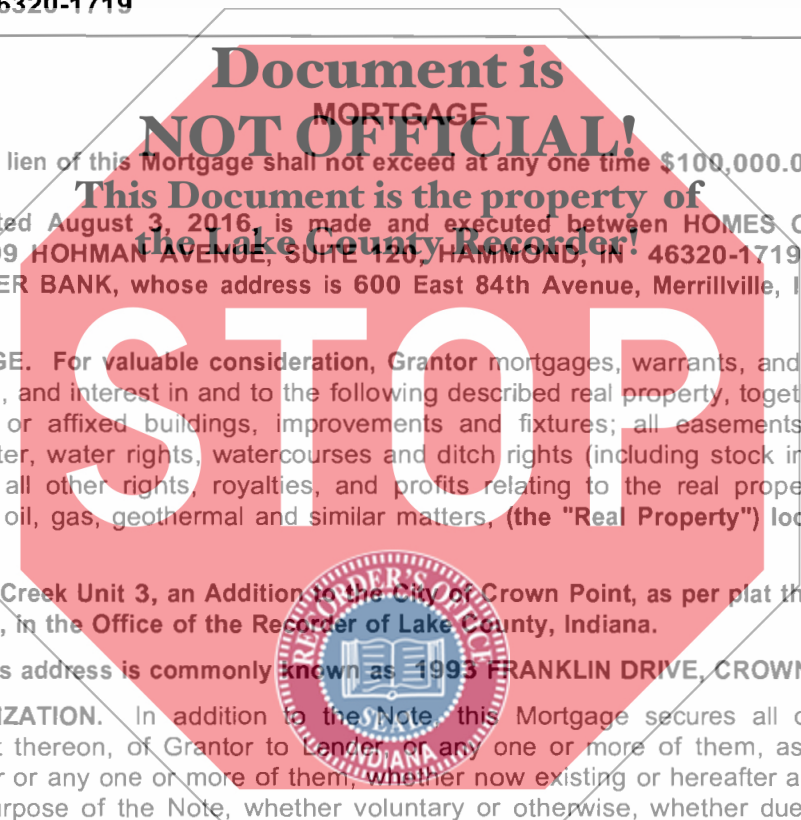 6320-1719
Document is
MORTGAGE
NOT OFFICIAL!
lien of this Mortgage shall not exceed at any one time $100,000.0
This Document is the property of
ted August 3, 2016, is made and executed between HOMES
the Lake County Recorder!
9 HOHMAN AVENUE, SUITE 120, HAMMOND, IN 46320-1719
ER BANK, whose address is 600 East 84th Avenue, Merrillville, I
STOP
GE. For valuable consideration, Grantor mortgages, warrants, and
, and interest in and to the following described real property, toget
or affixed buildings, improvements and fixtures; all easements
ter, water rights, watercourses and ditch rights (including stock in
all other rights, royalties, and profits relating to the real prope
oil, gas, geothermal and similar matters, (the "Real Property") loc
Creek Unit 3, an Addition to the City of Crown Point, as per plat th
, in the Office of the Recorder of Lake County, Indiana.
RECORDER'S OFFICE
SEAL
INDIANA
s address is commonly known as 1993 FRANKLIN DRIVE, CROWN
IZATION. In addition to the Note, this Mortgage secures all
t thereon, of Grantor to Lender, or any one or more of them, as
r or any one or more of them, whether now existing or hereafter a
urpose of the Note, whether voluntary or otherwise, whether due